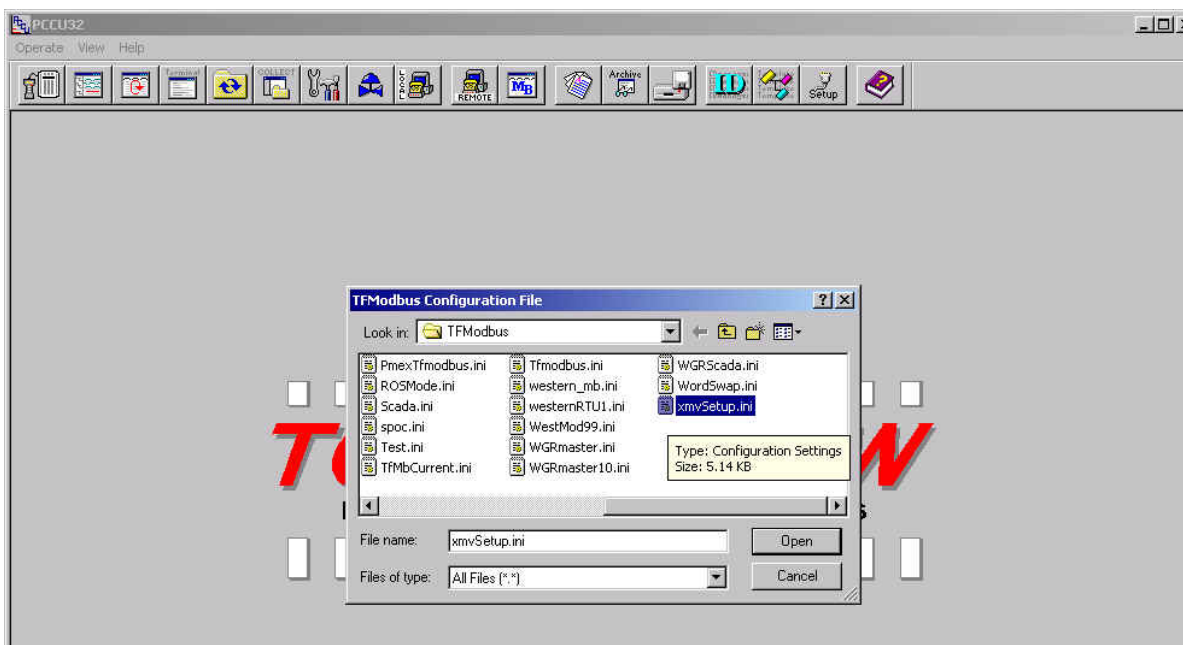 PCCU32
Operate View Help
Terminal COLLECT LOCAL REMOTE MB Archive Setup
TFModbus Configuration File
Look in: TFModbus
PmexTfmodbus.ini Tfmodbus.ini WGRScada.ini
ROSMode.ini western_mb.ini WordSwap.ini
Scada.ini westernRTU1.ini xmvSetup.ini
spoc.ini WestMod99.ini
Test.ini WGRmaster.ini
TfMbCurrent.ini WGRmaster10.ini
Type: Configuration Settings
Size: 5.14 KB
File name: xmvSetup.ini Open
Files of type: All Files (*.*) Cancel